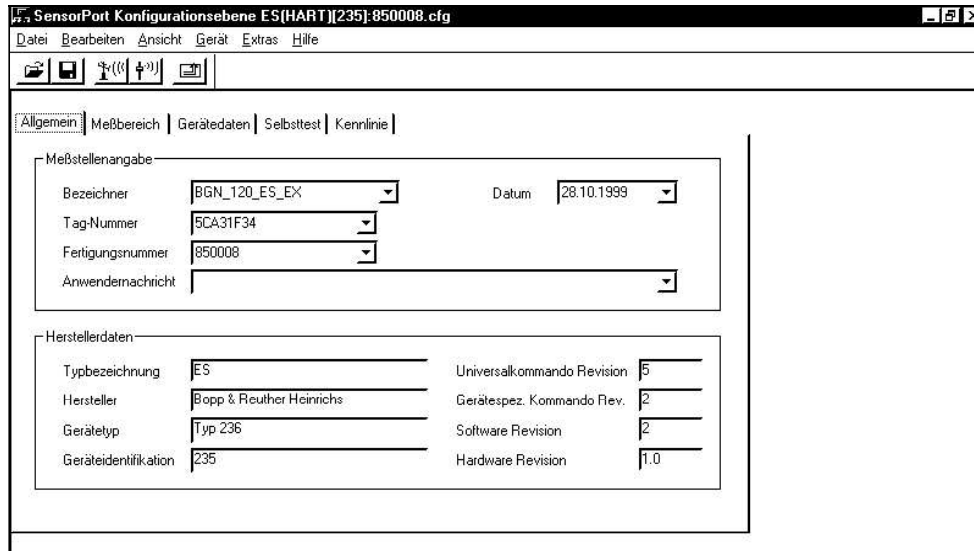 SensorPort Konfigurationsebene ES(HART)[235]:850008.cfg
Datei Bearbeiten Ansicht Gerät Extras Hilfe
Allgemein Meßbereich Gerätedaten Selbsttest Kennlinie
Meßstellenangabe
Bezeichner BGN_120_ES_EX Datum 28.10.1999
Tag-Nummer 5CA31F34
Fertigungsnummer 850008
Anwendernachricht
Herstellerdaten
Typbezeichnung ES Universalkommando Revision 5
Hersteller Bopp & Reuther Heinrichs Gerätespez. Kommando Rev. 2
Gerätetyp Typ 236 Software Revision 2
Geräteidentifikation 235 Hardware Revision 1.0